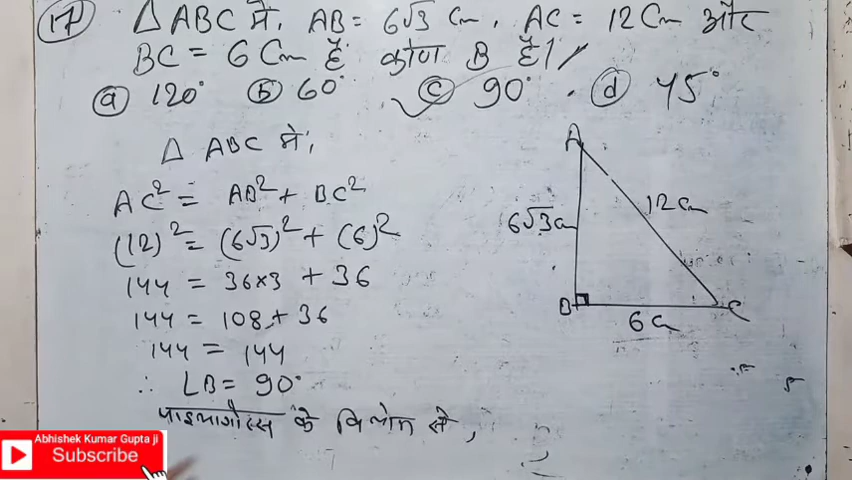 17 △ ABC में, AB = 6√3 Cm, AC = 12 Cm और
BC = 6 Cm है कोण B है।
ⓐ 120° ⓑ 60° ⓒ 90° . ⓓ 45°
△ ABC में,
AC² = AB² + BC²
(12)² = (6√3)² + (6)²
144 = 36×3 + 36
144 = 108 + 36
144 = 144
∴ ∠B = 90°
पाइथागोरस के विलोम से,
A
6√3 cm
12 Cm
B
C
6 C
Abhishek Kumar Gupta ji
Subscribe